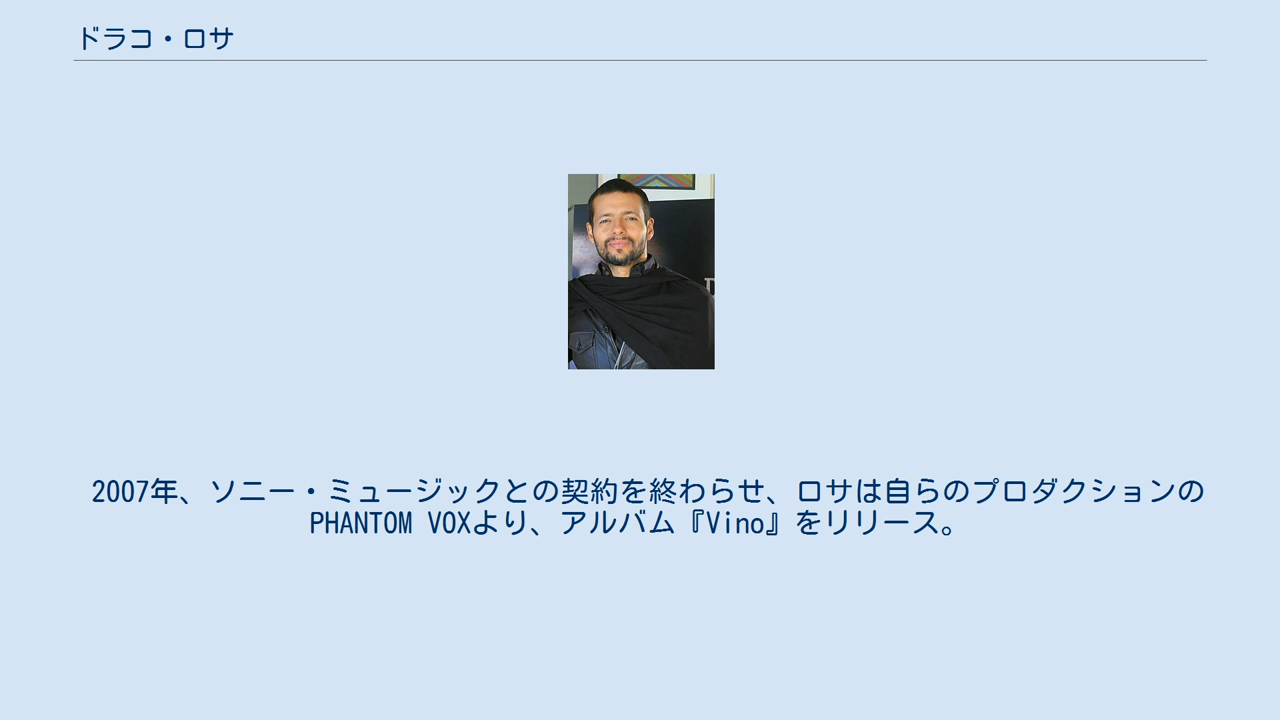 ドラコ・ロサ
2007年、ソニー・ミュージックとの契約を終わらせ、ロサは自らのプロダクションの
PHANTOM VOXより、アルバム『Vino』をリリース。